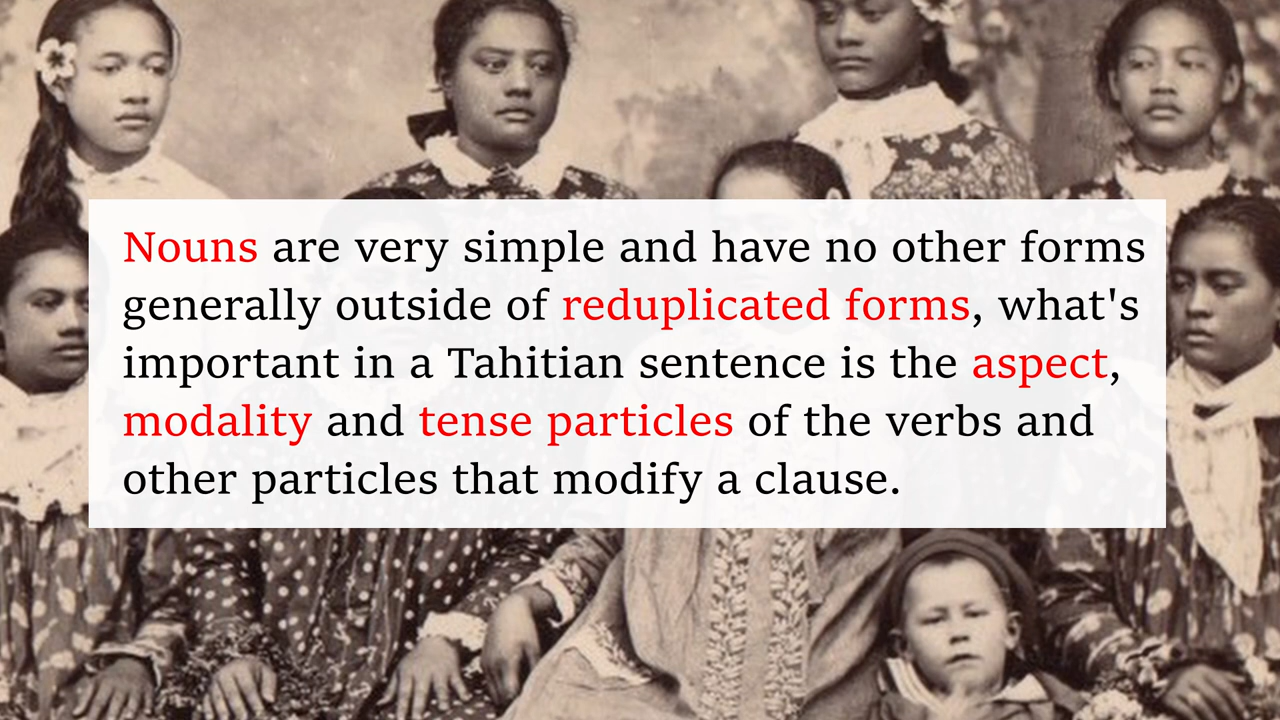 Nouns are very simple and have no other forms
generally outside of reduplicated forms, what's
important in a Tahitian sentence is the aspect,
modality and tense particles of the verbs and
other particles that modify a clause.